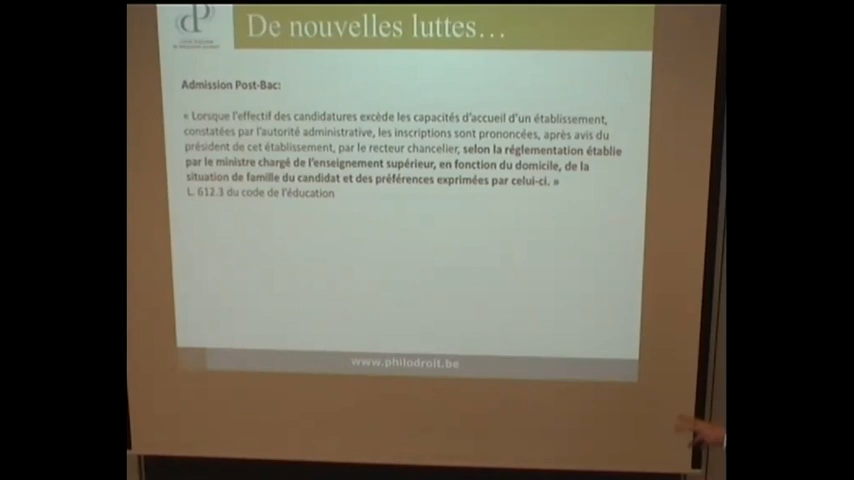 De nouvelles luttes...
Admission Post-Bac:
« Lorsque l'effectif des candidatures excède les capacités d'accueil d'un établissement,
constatées par l'autorité administrative, les inscriptions sont prononcées, après avis du
président de cet établissement, par le recteur chancelier, selon la réglementation établie
par le ministre chargé de l'enseignement supérieur, en fonction du domicile, de la
situation de famille du candidat et des préférences exprimées par celui-ci. »
L. 612.3 du code de l'éducation
www.philodroit.be